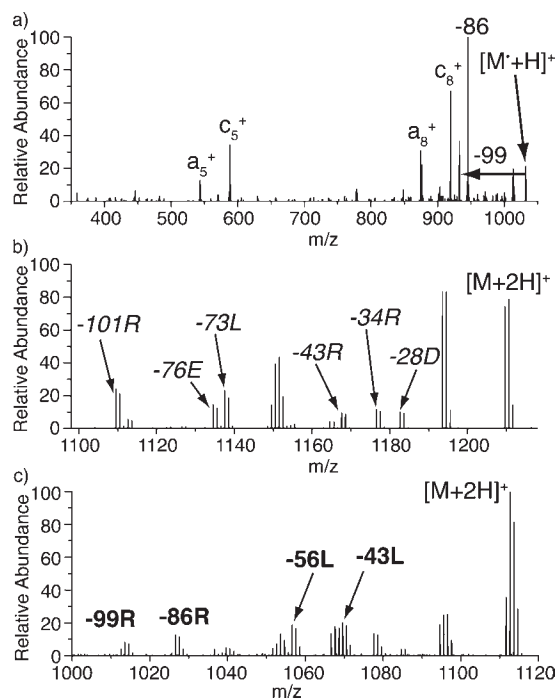 a)
Relative Abundance
100
80
60
40
20
0
400 500 600 700 800 900 1000
m/z
a5+
c5+
a8+
c8+
-86
-99
[M•+H]+
b)
Relative Abundance
100
80
60
40
20
0
1100 1120 1140 1160 1180 1200
m/z
-101R
-76E
-73L
-43R
-34R
-28D
[M+2H]+
c)
Relative Abundance
100
80
60
40
20
0
1000 1020 1040 1060 1080 1100 1120
m/z
-99R
-86R
-56L
-43L
[M+2H]+